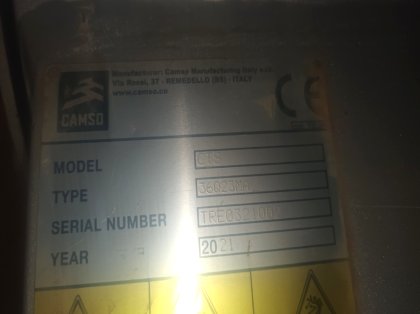 Manufacturer: Camso Manufacturing Italy s.r.l.
Via Rossi, 37 - REMEDELLO (BS) - ITALY
www.camso.co
CE
CAMSO
MODEL
TYPE
SERIAL NUMBER
YEAR 2021